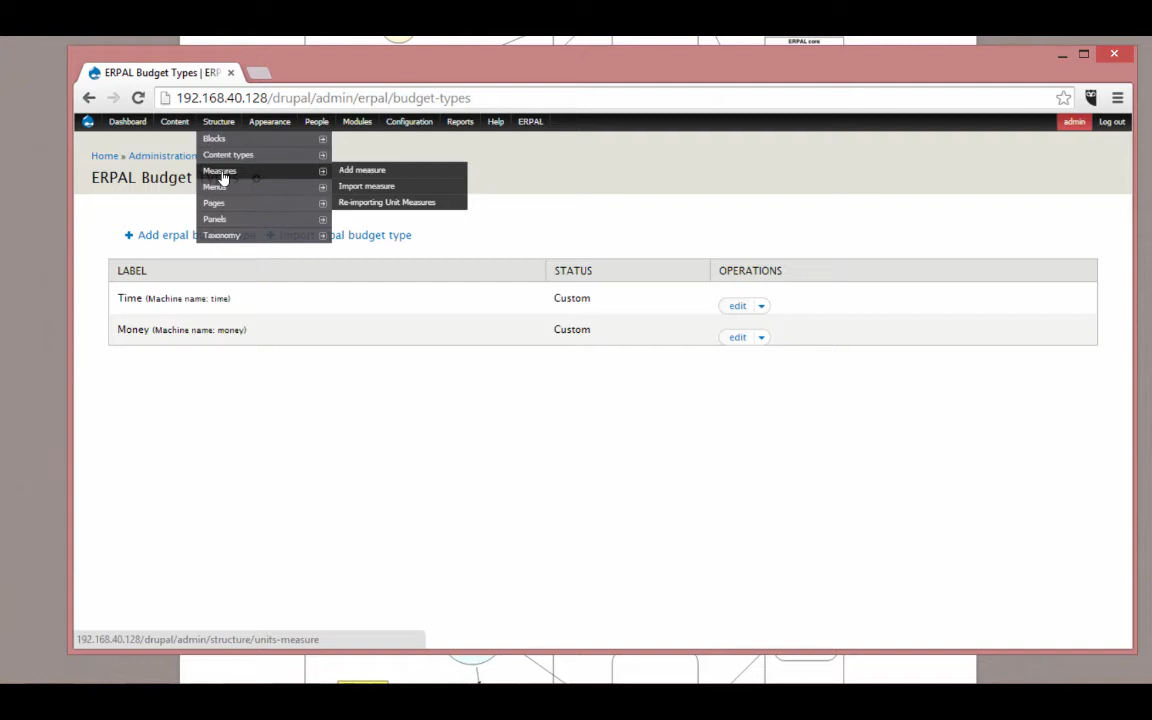 ERPAL core
ERPAL Budget Types | ERP
192.168.40.128/drupal/admin/erpal/budget-types
Dashboard Content Structure Appearance People Modules Configuration Reports Help ERPAL admin Log out
Blocks
Home » Administration
Content types
Measures Add measure
ERPAL Budget
Menus Import measure
Pages Re-importing Unit Measures
Panels
Add erpal b pal budget type
Taxonomy
LABEL STATUS OPERATIONS
Time (Machine name: time) Custom edit
Money (Machine name: money) Custom edit
192.168.40.128/drupal/admin/structure/units-measure